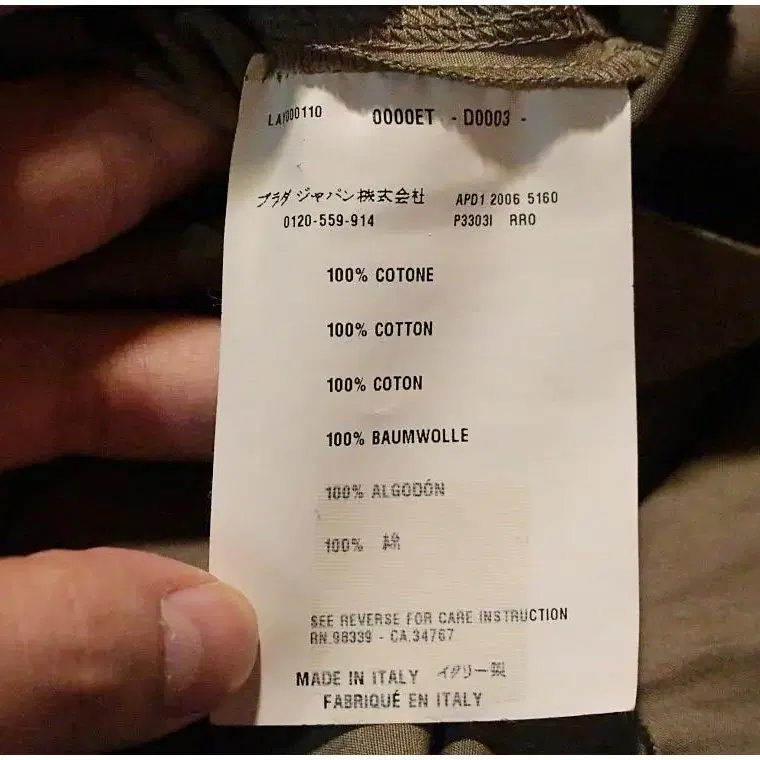 LAY000110 0000ET - D0003 -
プラダ ジャパン株式会社 APD1 2006 5160
0120-559-914 P3303I RR0
100% COTONE
100% COTTON
100% COTON
100% BAUMWOLLE
100% ALGODÓN
100% 綿
SEE REVERSE FOR CARE INSTRUCTION
RN.98339 - CA.34767
MADE IN ITALY イタリー製
FABRIQUÉ EN ITALY